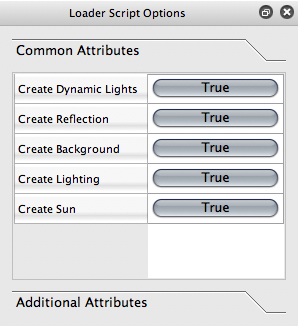 Loader Script Options
Common Attributes
Create Dynamic Lights True
Create Reflection True
Create Background True
Create Lighting True
Create Sun True
Additional Attributes